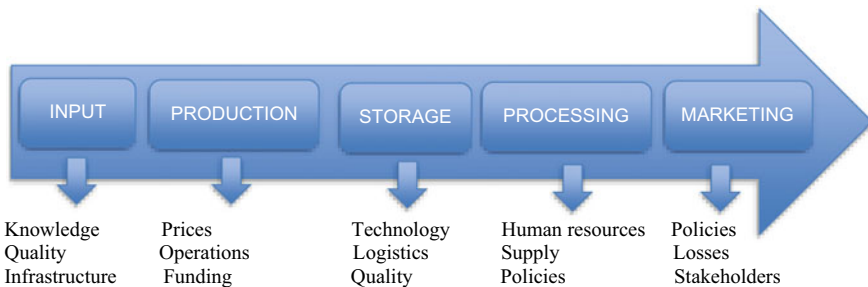 INPUT
PRODUCTION
STORAGE
PROCESSING
MARKETING
Knowledge
Quality
Infrastructure
Prices
Operations
Funding
Technology
Logistics
Quality
Human resources
Supply
Policies
Policies
Losses
Stakeholders